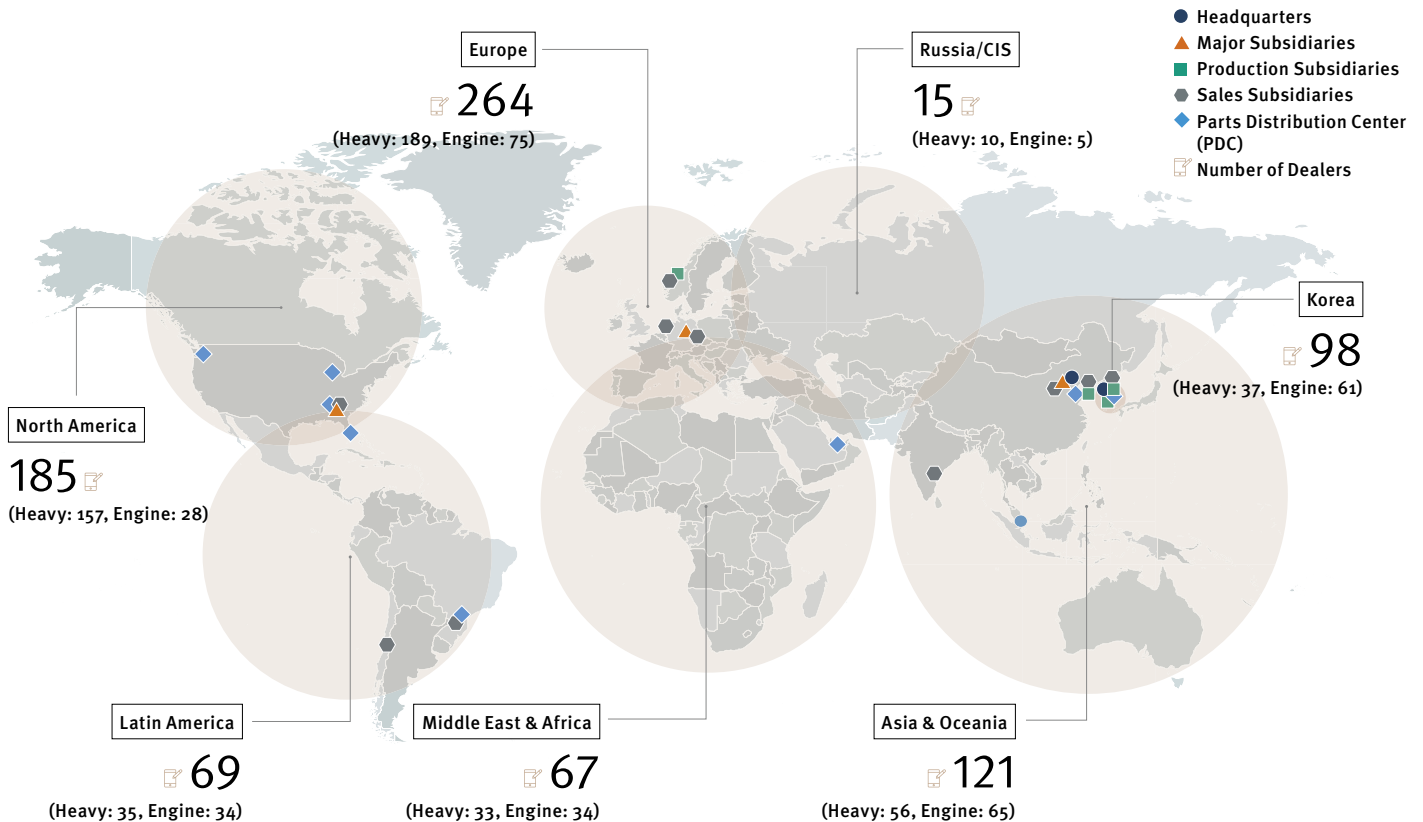 Headquarters
Major Subsidiaries
Production Subsidiaries
Sales Subsidiaries
Parts Distribution Center
(PDC)
Number of Dealers
Europe
264
(Heavy: 189, Engine: 75)
Russia/CIS
15
(Heavy: 10, Engine: 5)
Korea
98
(Heavy: 37, Engine: 61)
North America
185
(Heavy: 157, Engine: 28)
Latin America
69
(Heavy: 35, Engine: 34)
Middle East & Africa
67
(Heavy: 33, Engine: 34)
Asia & Oceania
121
(Heavy: 56, Engine: 65)